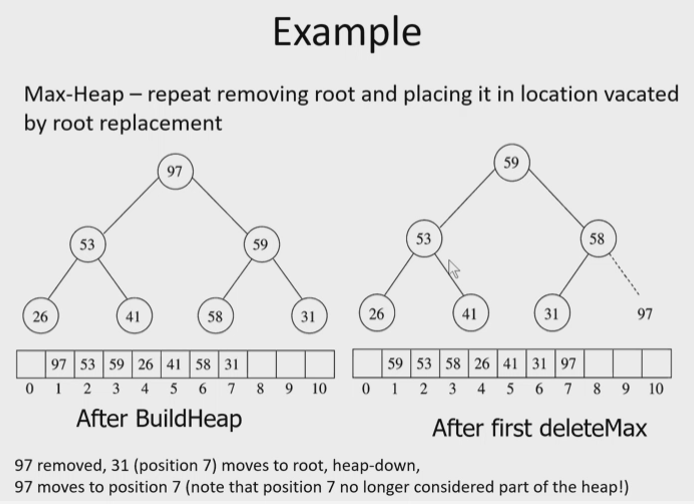 Example
Max-Heap – repeat removing root and placing it in location vacated
by root replacement
97
53
59
26
41
58
31
97 53 59 26 41 58 31
0 1 2 3 4 5 6 7 8 9 10
After BuildHeap
59
53
58
26
41
31
97
59 53 58 26 41 31 97
0 1 2 3 4 5 6 7 8 9 10
After first deleteMax
97 removed, 31 (position 7) moves to root, heap-down,
97 moves to position 7 (note that position 7 no longer considered part of the heap!)